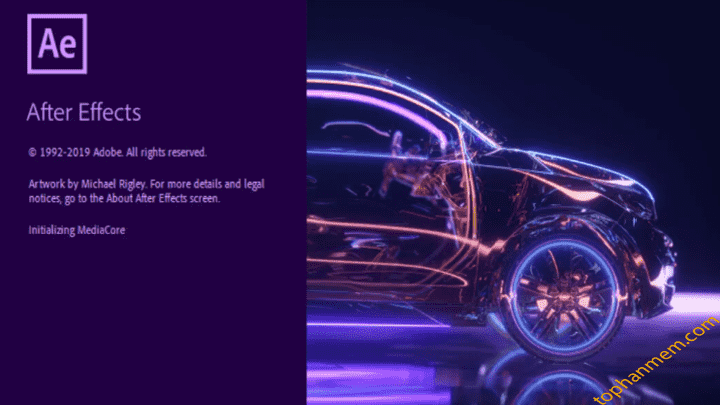 Ae
After Effects
© 1992-2019 Adobe. All rights reserved.
Artwork by Michael Rigley. For more details and legal
notices, go to the About After Effects screen.
Initializing MediaCore
tophanmem.com